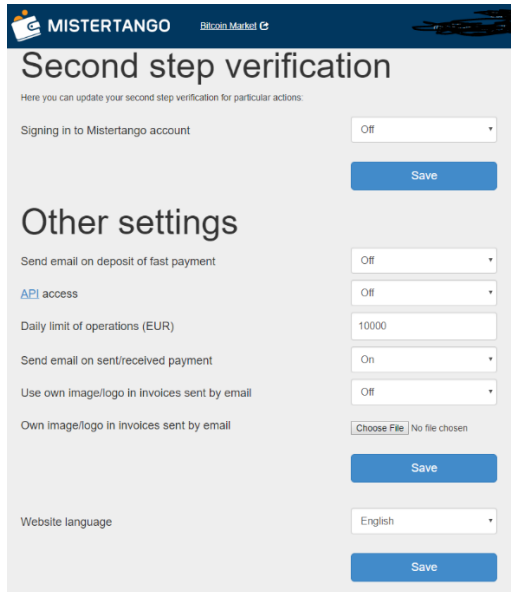 MISTERTANGO Bitcoin Market
Second step verification
Here you can update your second step verification for particular actions:
Signing in to Mistertango account Off
Save
Other settings
Send email on deposit of fast payment Off
API access Off
Daily limit of operations (EUR) 10000
Send email on sent/received payment On
Use own image/logo in invoices sent by email Off
Own image/logo in invoices sent by email Choose File No file chosen
Save
Website language English
Save